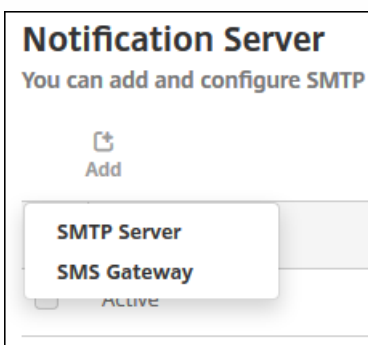 Notification Server
You can add and configure SMTP
Add
SMTP Server
SMS Gateway
Active